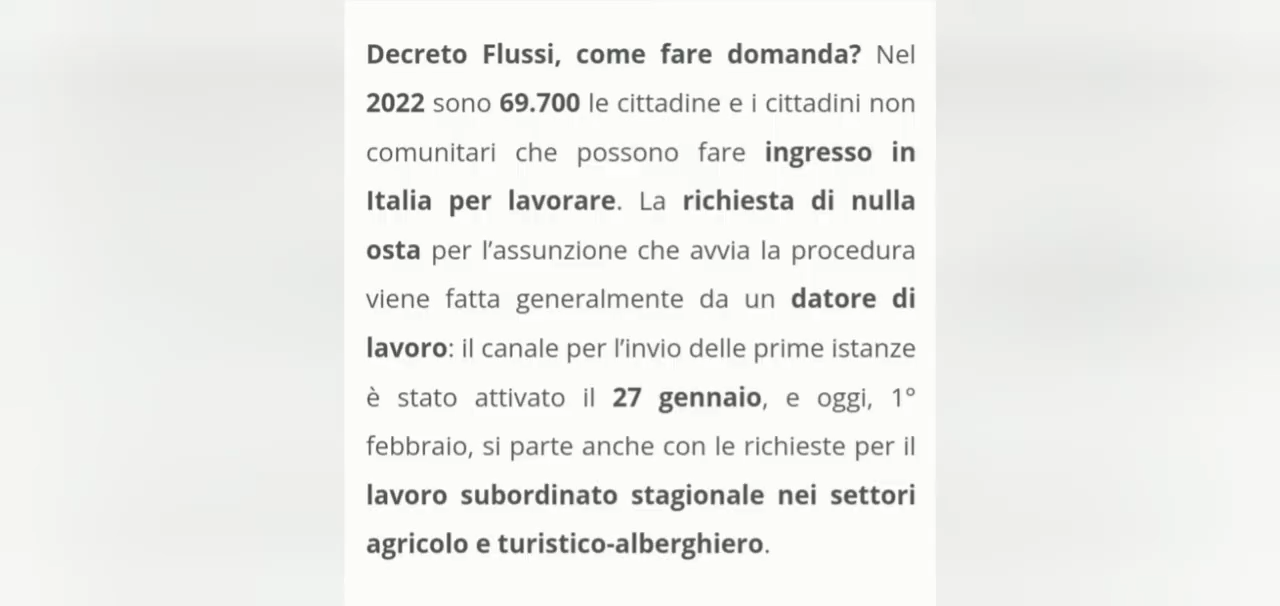 Decreto Flussi, come fare domanda? Nel
2022 sono 69.700 le cittadine e i cittadini non
comunitari che possono fare ingresso in
Italia per lavorare. La richiesta di nulla
osta per l’assunzione che avvia la procedura
viene fatta generalmente da un datore di
lavoro: il canale per l’invio delle prime istanze
è stato attivato il 27 gennaio, e oggi, 1°
febbraio, si parte anche con le richieste per il
lavoro subordinato stagionale nei settori
agricolo e turistico-alberghiero.